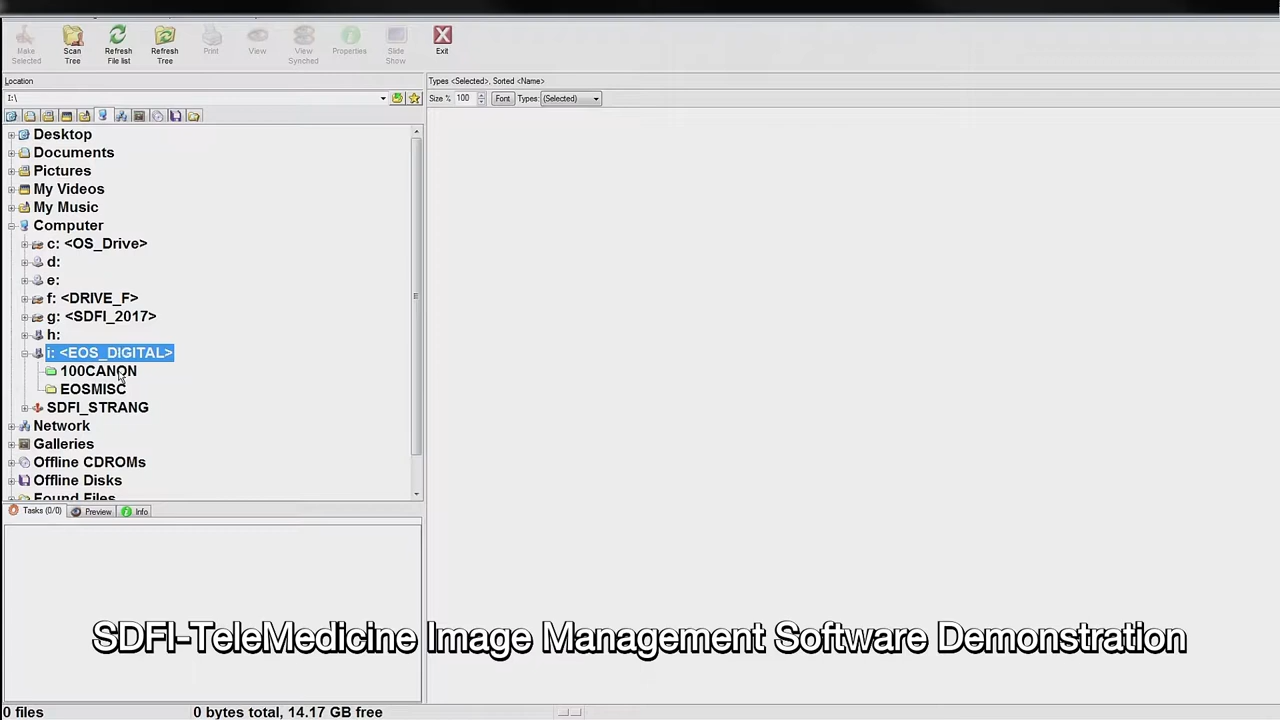 Make Selected
Scan Tree
Refresh File list
Refresh Tree
Print
View
View Synched
Properties
Slide Show
Exit
Location
Types <Selected>, Sorted <Name>
I:\
Size % 100 Font Types: (Selected)
Desktop
Documents
Pictures
My Videos
My Music
Computer
c: <OS_Drive>
d:
e:
f: <DRIVE_F>
g: <SDFI_2017>
h:
i: <EOS_DIGITAL>
100CANON
EOSMISC
SDFI_STRANG
Network
Galleries
Offline CDROMs
Offline Disks
Found Files
Tasks (0/0) Preview Info
SDFI-TeleMedicine Image Management Software Demonstration
0 files 0 bytes total, 14.17 GB free